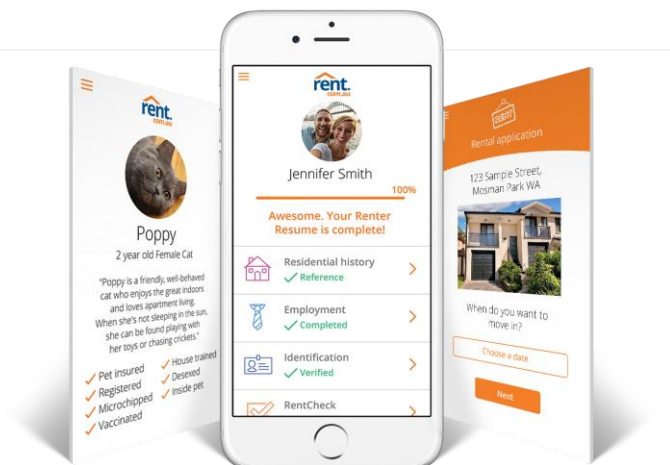 rent.
com.au
Poppy
2 year old Female Cat
"Poppy is a friendly, well-behaved
cat who enjoys the great indoors
and loves apartment living.
When she's not sleeping in the sun,
she can be found playing with
her toys or chasing crickets."
Pet insured
Registered
Microchipped
Vaccinated
House trained
Desexed
Inside pet
rent.
com.au
Jennifer Smith
100%
Awesome. Your Renter
Resume is complete!
Residential history
Reference
Employment
Completed
Identification
Verified
RentCheck
RENT
Rental application
123 Sample Street,
Mosman Park WA
When do you want to
move in?
Choose a date
Next